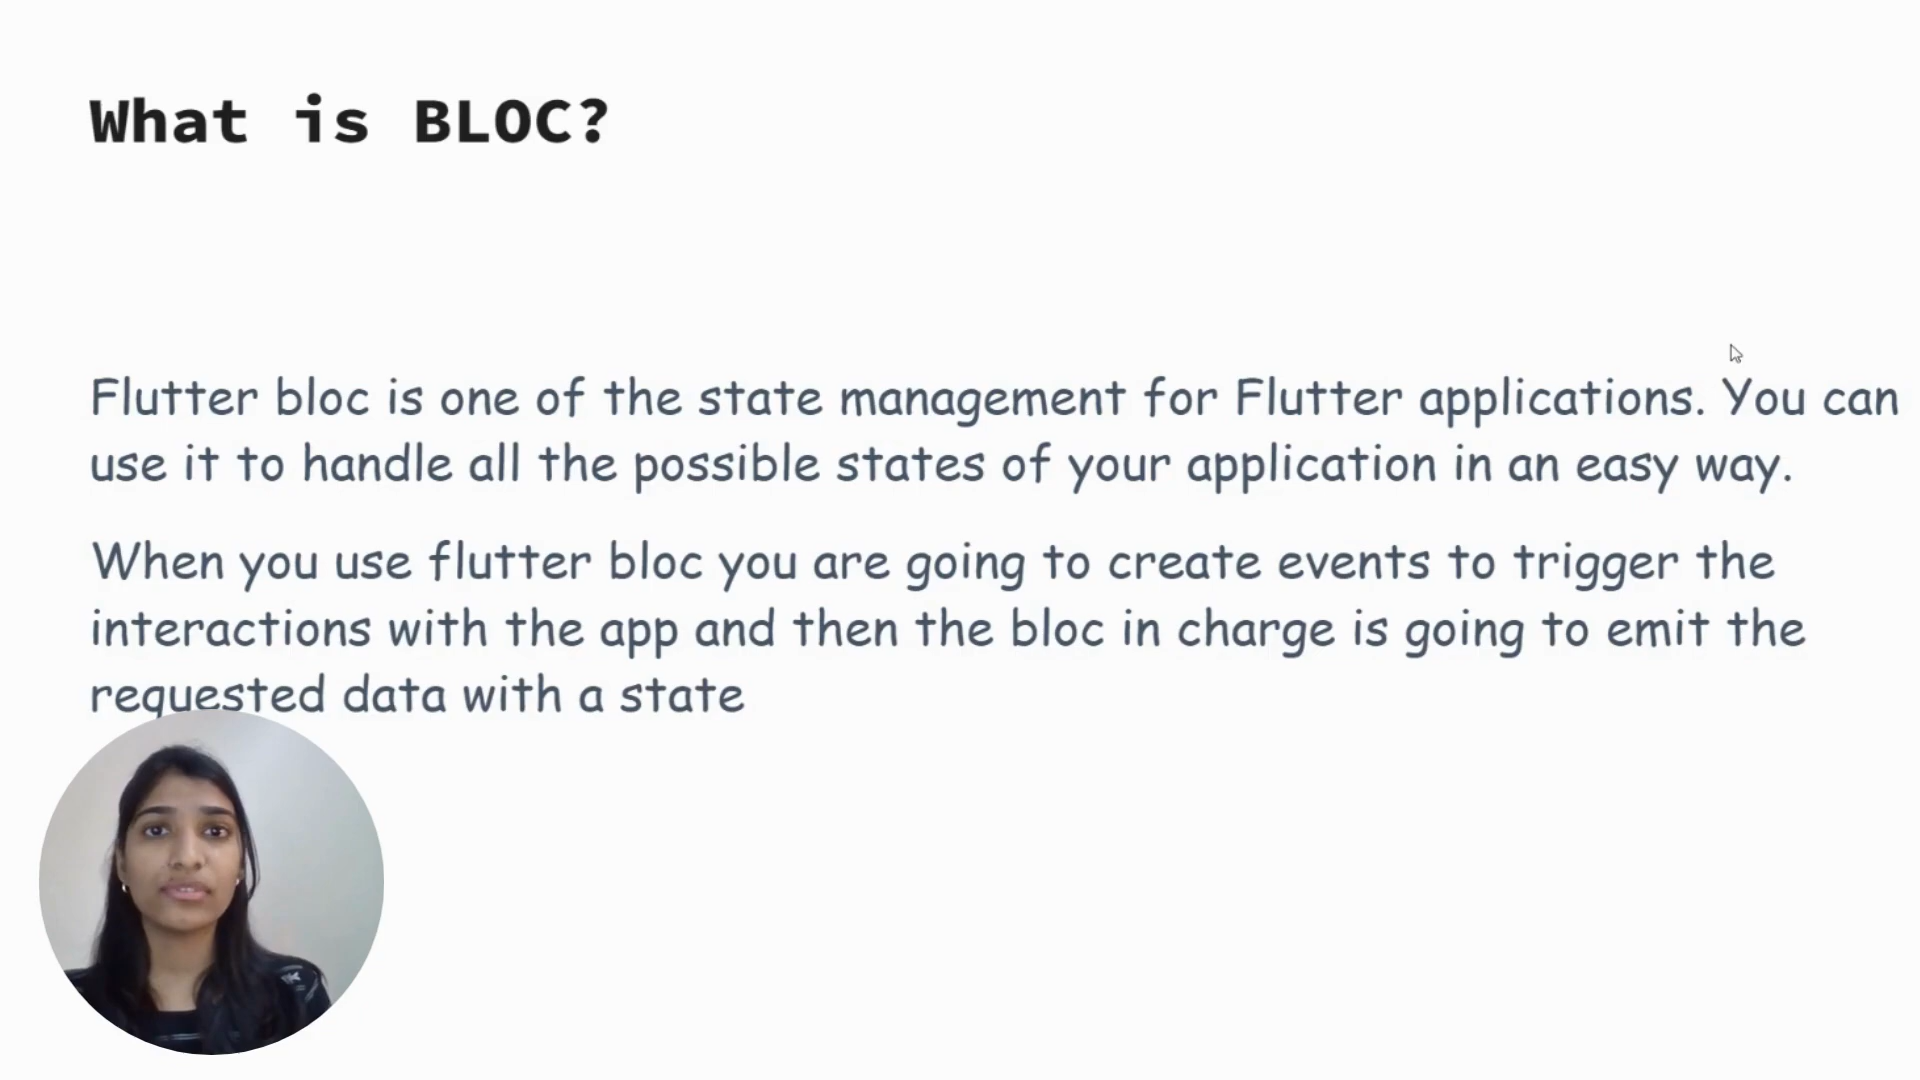 What is BLOC?
Flutter bloc is one of the state management for Flutter applications. You can
use it to handle all the possible states of your application in an easy way.
When you use flutter bloc you are going to create events to trigger the
interactions with the app and then the bloc in charge is going to emit the
requested data with a state